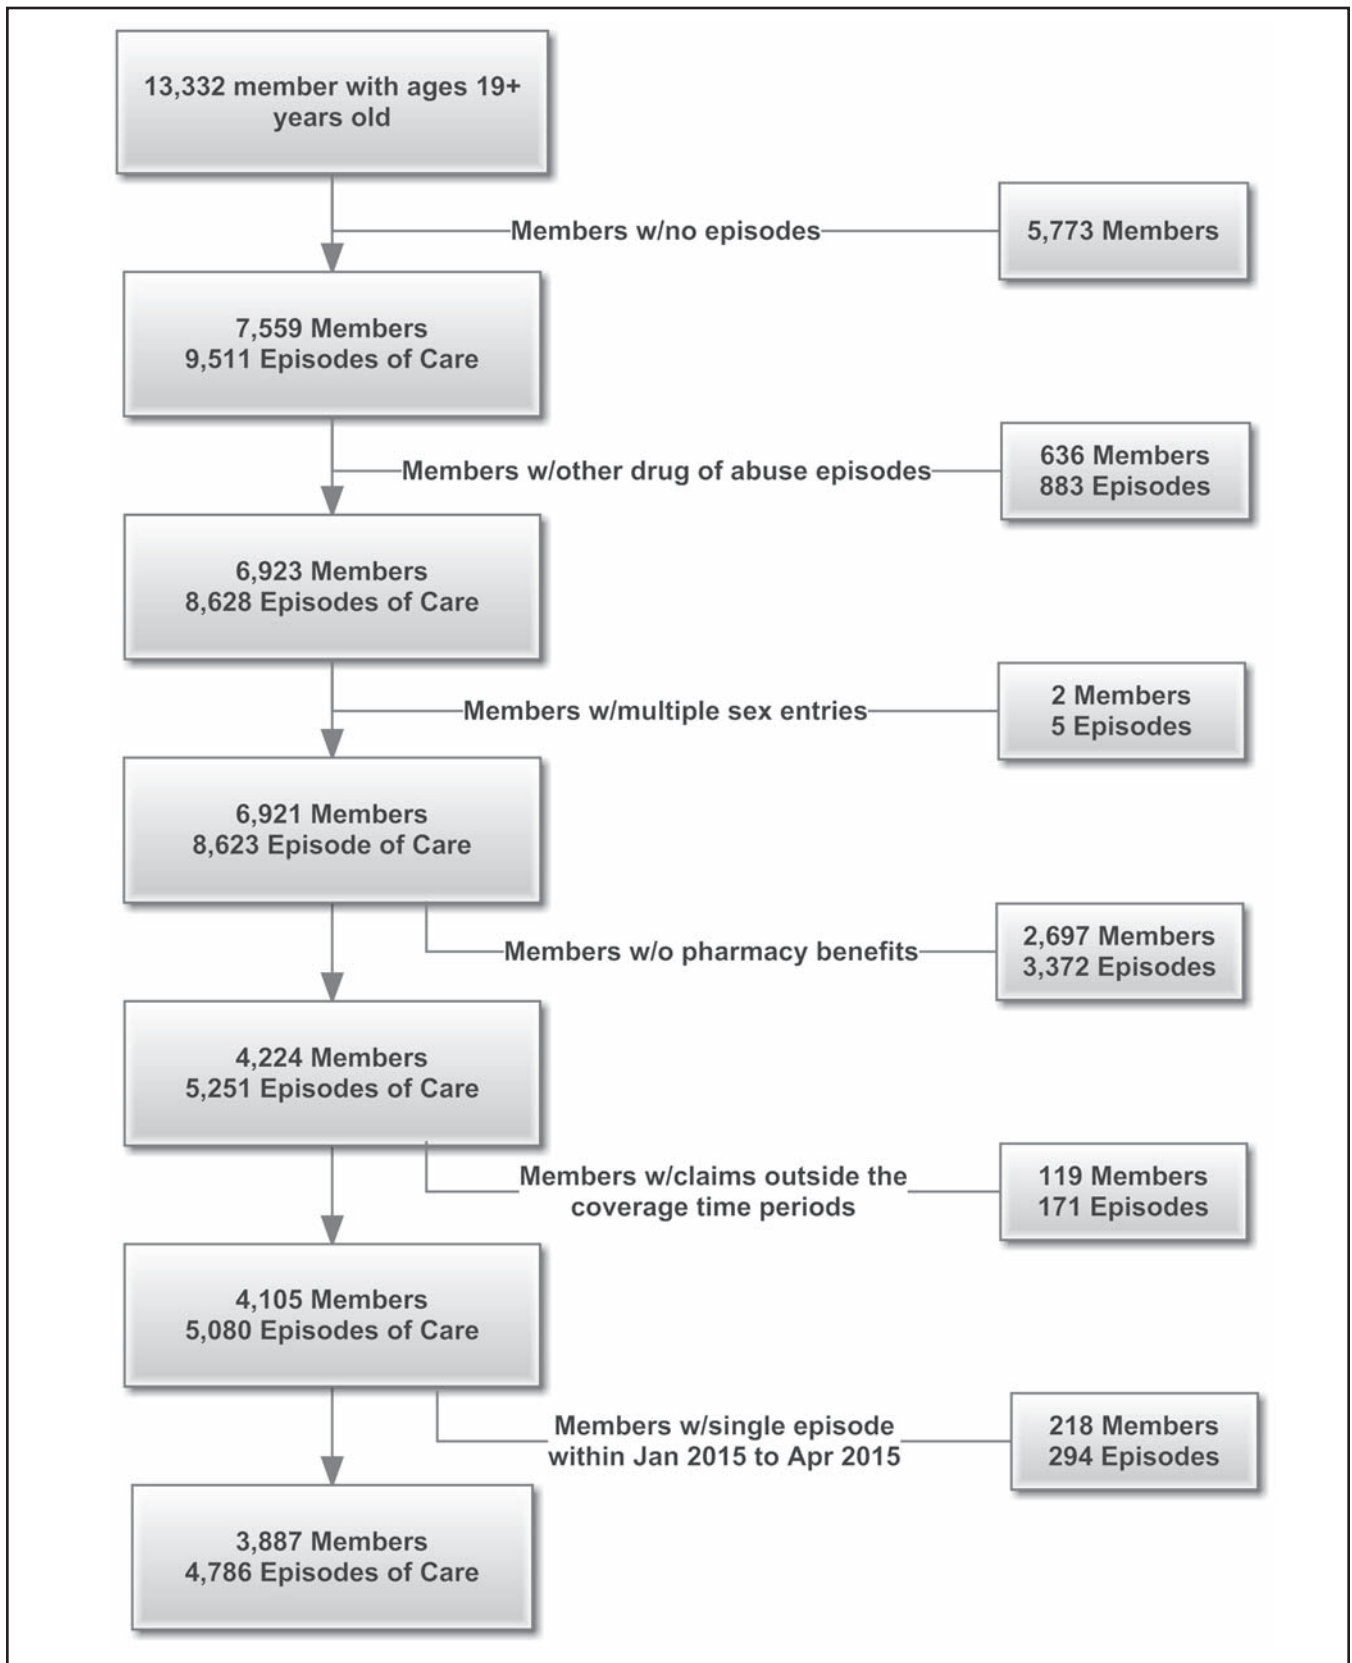 13,332 member with ages 19+
years old
Members w/no episodes
5,773 Members
7,559 Members
9,511 Episodes of Care
Members w/other drug of abuse episodes
636 Members
883 Episodes
6,923 Members
8,628 Episodes of Care
Members w/multiple sex entries
2 Members
5 Episodes
6,921 Members
8,623 Episode of Care
Members w/o pharmacy benefits
2,697 Members
3,372 Episodes
4,224 Members
5,251 Episodes of Care
Members w/claims outside the
coverage time periods
119 Members
171 Episodes
4,105 Members
5,080 Episodes of Care
Members w/single episode
within Jan 2015 to Apr 2015
218 Members
294 Episodes
3,887 Members
4,786 Episodes of Care